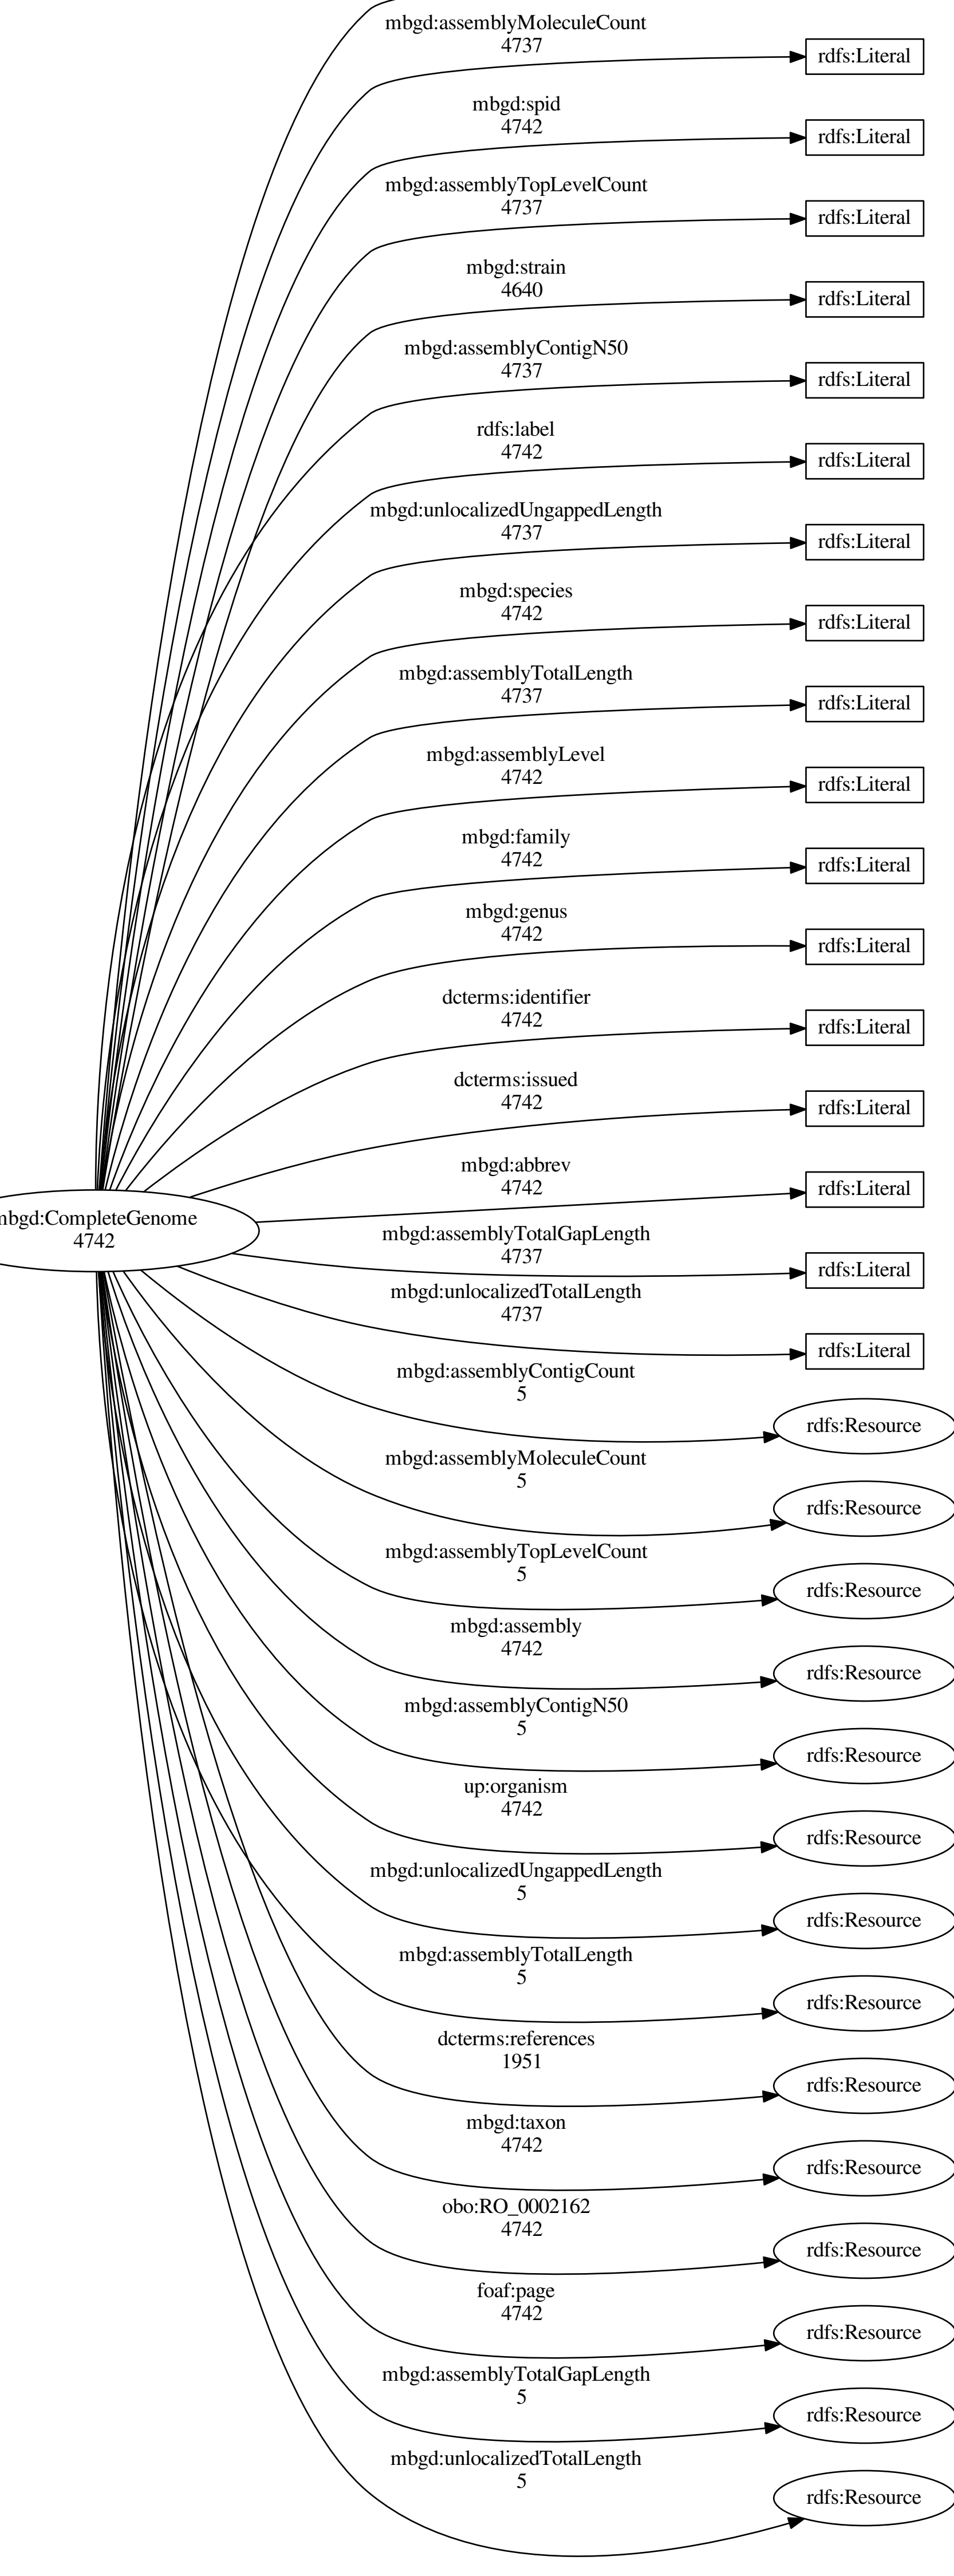 mbgd:assemblyMoleculeCount
4737
rdfs:Literal
mbgd:spid
4742
rdfs:Literal
mbgd:assemblyTopLevelCount
4737
rdfs:Literal
mbgd:strain
4640
rdfs:Literal
mbgd:assemblyContigN50
4737
rdfs:Literal
rdfs:label
4742
rdfs:Literal
mbgd:unlocalizedUngappedLength
4737
rdfs:Literal
mbgd:species
4742
rdfs:Literal
mbgd:assemblyTotalLength
4737
rdfs:Literal
mbgd:assemblyLevel
4742
rdfs:Literal
mbgd:family
4742
rdfs:Literal
mbgd:genus
4742
rdfs:Literal
dcterms:identifier
4742
rdfs:Literal
dcterms:issued
4742
rdfs:Literal
mbgd:abbrev
4742
rdfs:Literal
mbgd:CompleteGenome
4742
mbgd:assemblyTotalGapLength
4737
rdfs:Literal
mbgd:unlocalizedTotalLength
4737
rdfs:Literal
mbgd:assemblyContigCount
5
rdfs:Resource
mbgd:assemblyMoleculeCount
5
rdfs:Resource
mbgd:assemblyTopLevelCount
5
rdfs:Resource
mbgd:assembly
4742
rdfs:Resource
mbgd:assemblyContigN50
5
rdfs:Resource
up:organism
4742
rdfs:Resource
mbgd:unlocalizedUngappedLength
5
rdfs:Resource
mbgd:assemblyTotalLength
5
rdfs:Resource
dcterms:references
1951
rdfs:Resource
mbgd:taxon
4742
rdfs:Resource
obo:RO_0002162
4742
rdfs:Resource
foaf:page
4742
rdfs:Resource
mbgd:assemblyTotalGapLength
5
rdfs:Resource
mbgd:unlocalizedTotalLength
5
rdfs:Resource